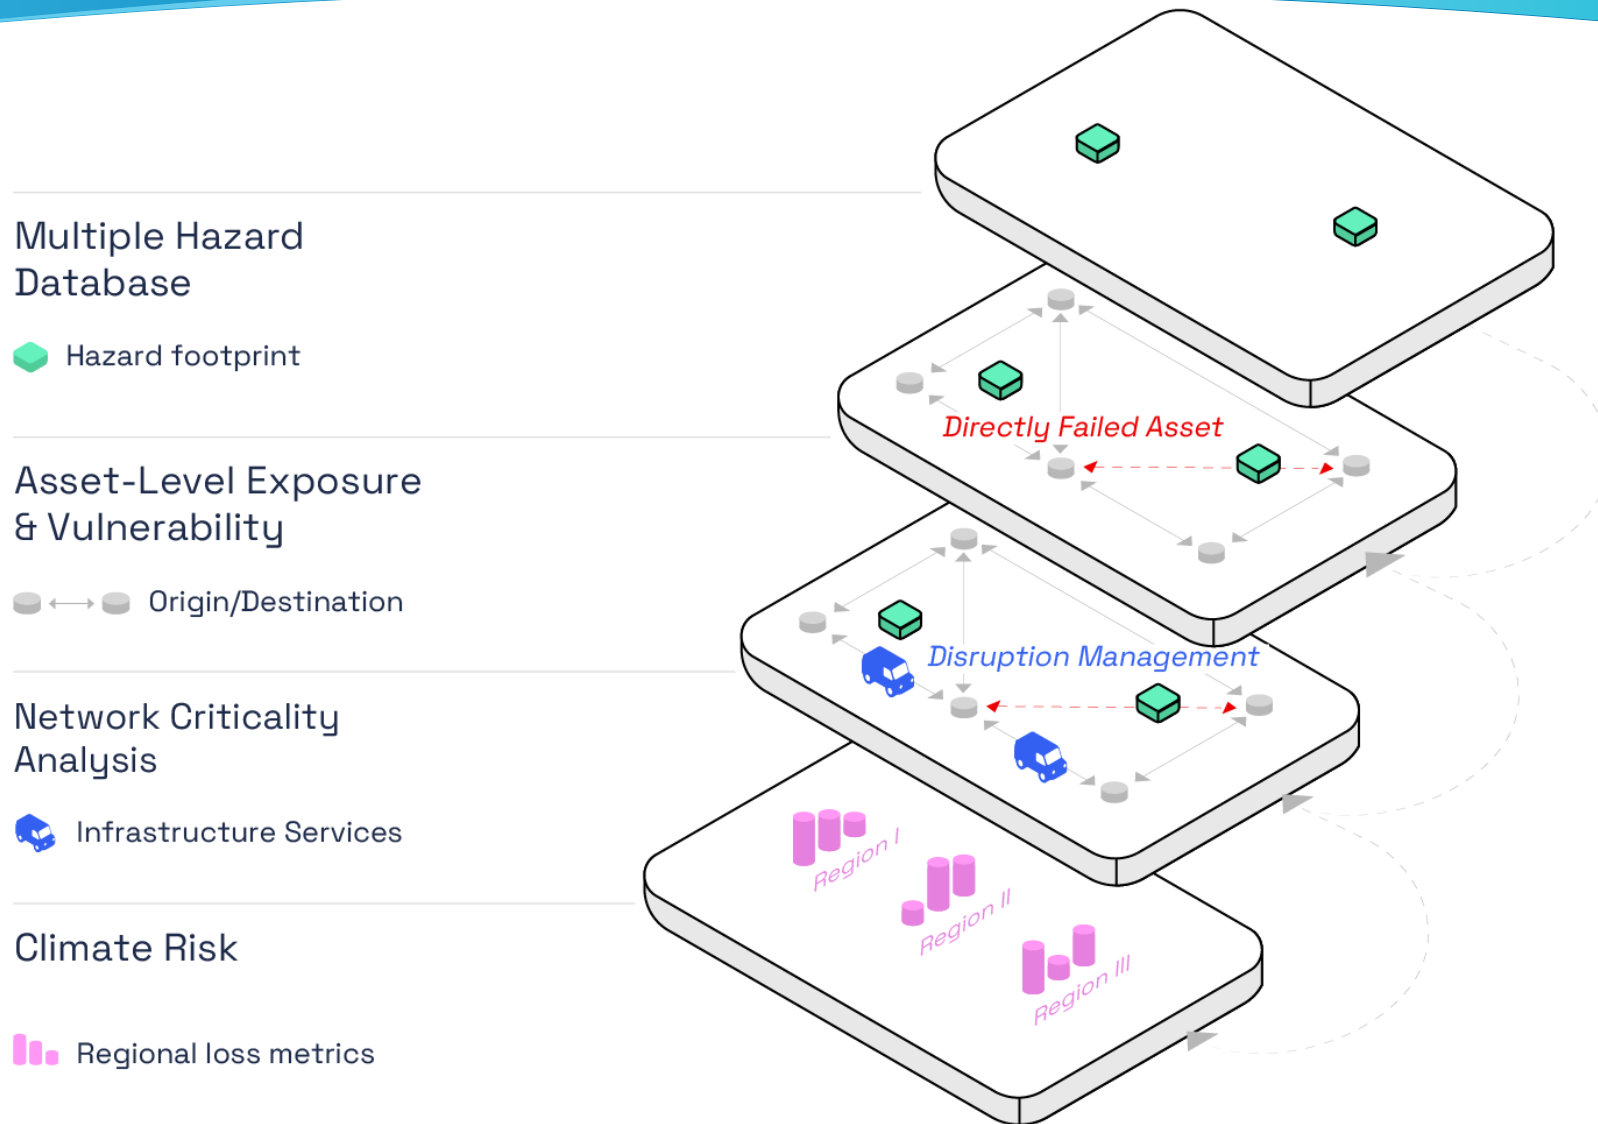 Multiple Hazard
Database
Hazard footprint
Directly Failed Asset
Asset-Level Exposure
& Vulnerability
Origin/Destination
Disruption Management
Network Criticality
Analysis
Infrastructure Services
Region I
Region II
Region III
Climate Risk
Regional loss metrics